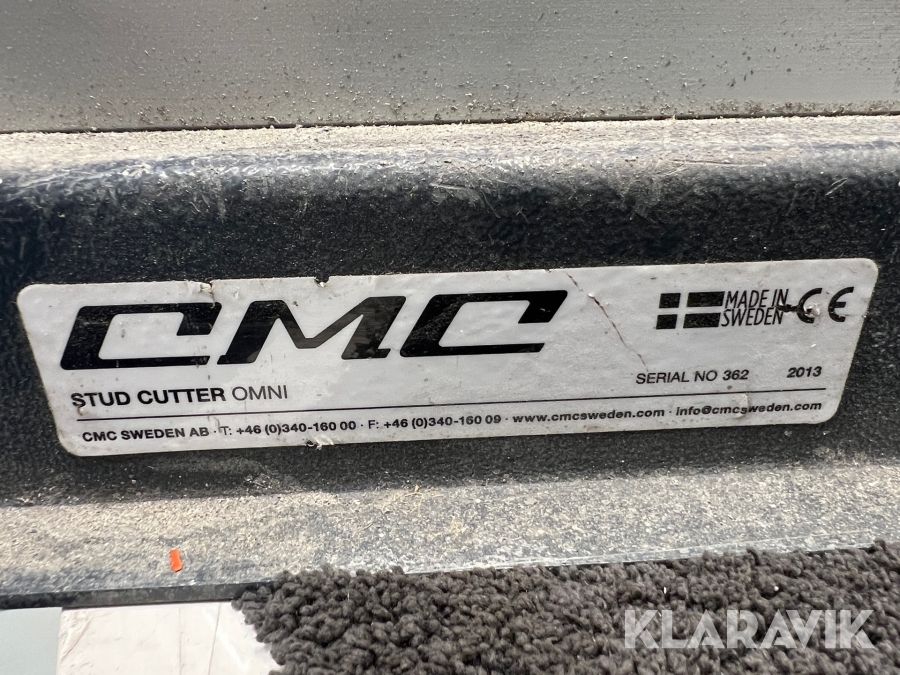 CMC
MADE IN
SWEDEN
CE
STUD CUTTER OMNI
SERIAL NO 362 2013
CMC SWEDEN AB · T: +46 (0)340-160 00 · F: +46 (0)340-160 09 · www.cmcsweden.com · info@cmcsweden.com
KLARAVIK